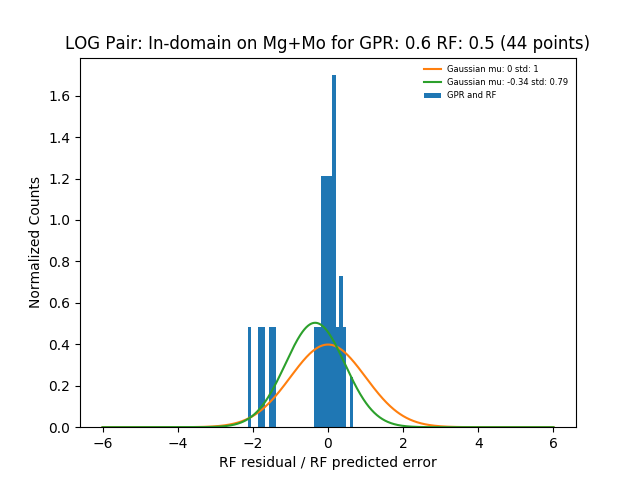 LOG Pair: In-domain on Mg+Mo for GPR: 0.6 RF: 0.5 (44 points)
Gaussian mu: 0 std: 1
Gaussian mu: -0.34 std: 0.79
GPR and RF
Normalized Counts
1.6
1.4
1.2
1.0
0.8
0.6
0.4
0.2
0.0
−6 −4 −2 0 2 4 6
RF residual / RF predicted error